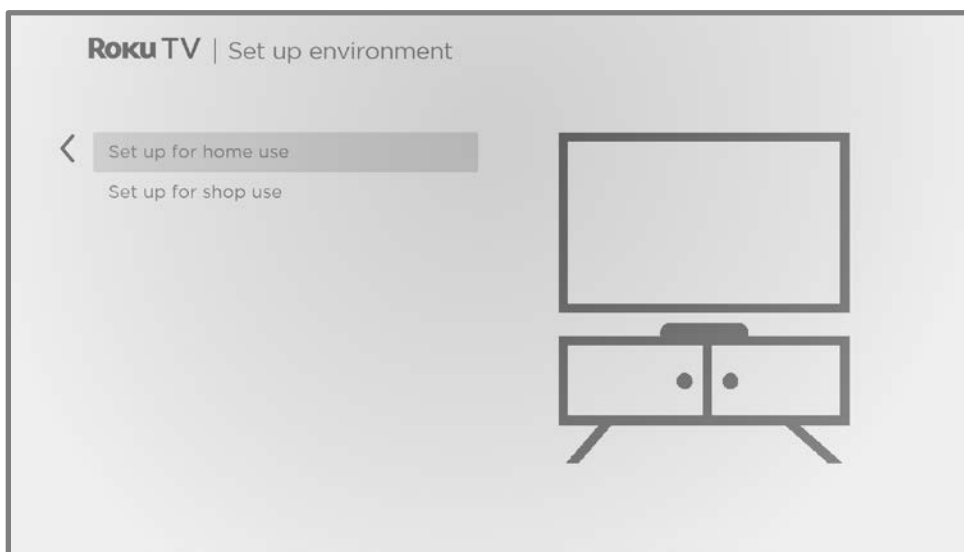 Roku TV | Set up environment
Set up for home use
Set up for shop use